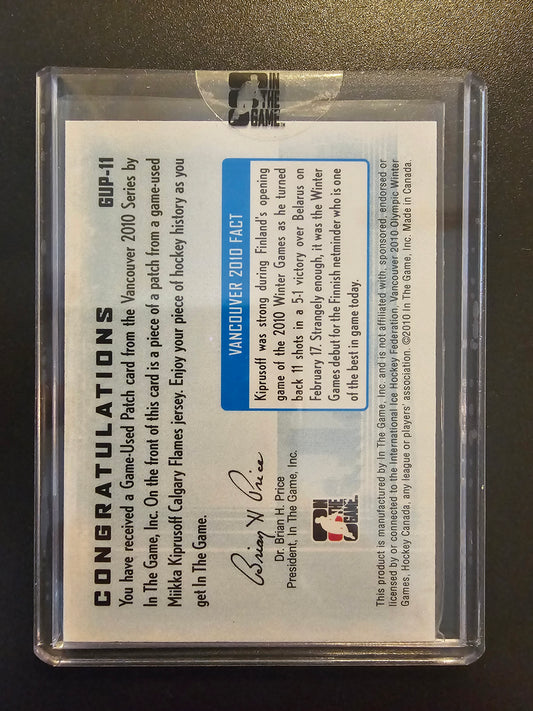 IN
THE
GAME™
CONGRATULATIONS GUP-11
You have received a Game-Used Patch card from the Vancouver 2010 Series by
In The Game, Inc. On the front of this card is a piece of a patch from a game-used
Miikka Kiprusoff Calgary Flames jersey. Enjoy your piece of hockey history as you
get In The Game.
VANCOUVER 2010 FACT
Kiprusoff was strong during Finland's opening
game of the 2010 Winter Games as he turned
back 11 shots in a 5-1 victory over Belarus on
February 17. Strangely enough, it was the Winter
Games debut for the Finnish netminder who is one
of the best in game today.
Brian H Price
Dr. Brian H. Price
President, In The Game, Inc.
IN
THE
GAME
This product is manufactured by In The Game, Inc. and is not affiliated with, sponsored, endorsed or
licensed by or connected to the International Ice Hockey Federation, Vancouver 2010 Olympic Winter
Games, Hockey Canada, any league or players' association. ©2010 In The Game, Inc. Made in Canada.